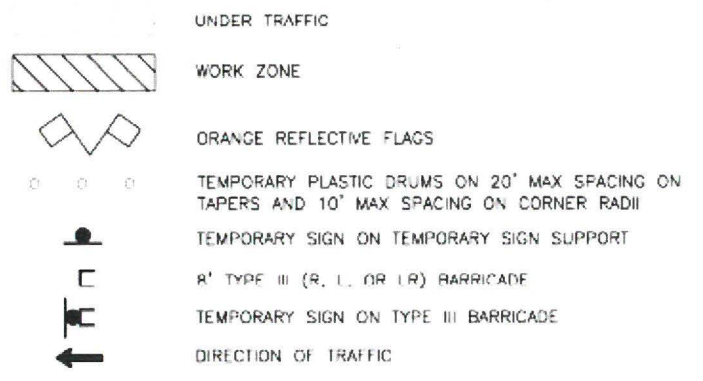 UNDER TRAFFIC
WORK ZONE
ORANGE REFLECTIVE FLAGS
TEMPORARY PLASTIC DRUMS ON 20' MAX SPACING ON
TAPERS AND 10' MAX SPACING ON CORNER RADII
TEMPORARY SIGN ON TEMPORARY SIGN SUPPORT
8' TYPE III (R, L, OR LR) BARRICADE
TEMPORARY SIGN ON TYPE III BARRICADE
DIRECTION OF TRAFFIC